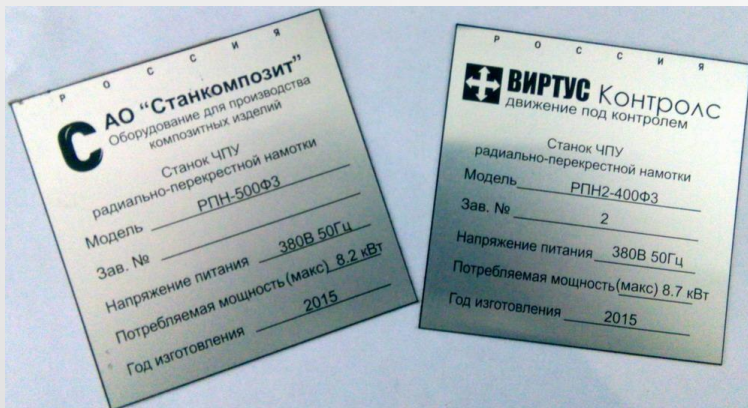 РОССИЯ
АО "Станкомпозит"
Оборудование для производства
композитных изделий
Станок ЧПУ
радиально-перекрестной намотки
Модель РПН-500Ф3
Зав. №
Напряжение питания 380В 50Гц
Потребляемая мощность(макс) 8.2 кВт
Год изготовления 2015
РОССИЯ
ВИРТУС Контролс
движение под контролем
Станок ЧПУ
радиально-перекрестной намотки
Модель РПН2-400Ф3
Зав. № 2
Напряжение питания 380В 50Гц
Потребляемая мощность(макс) 8.7 кВт
Год изготовления 2015